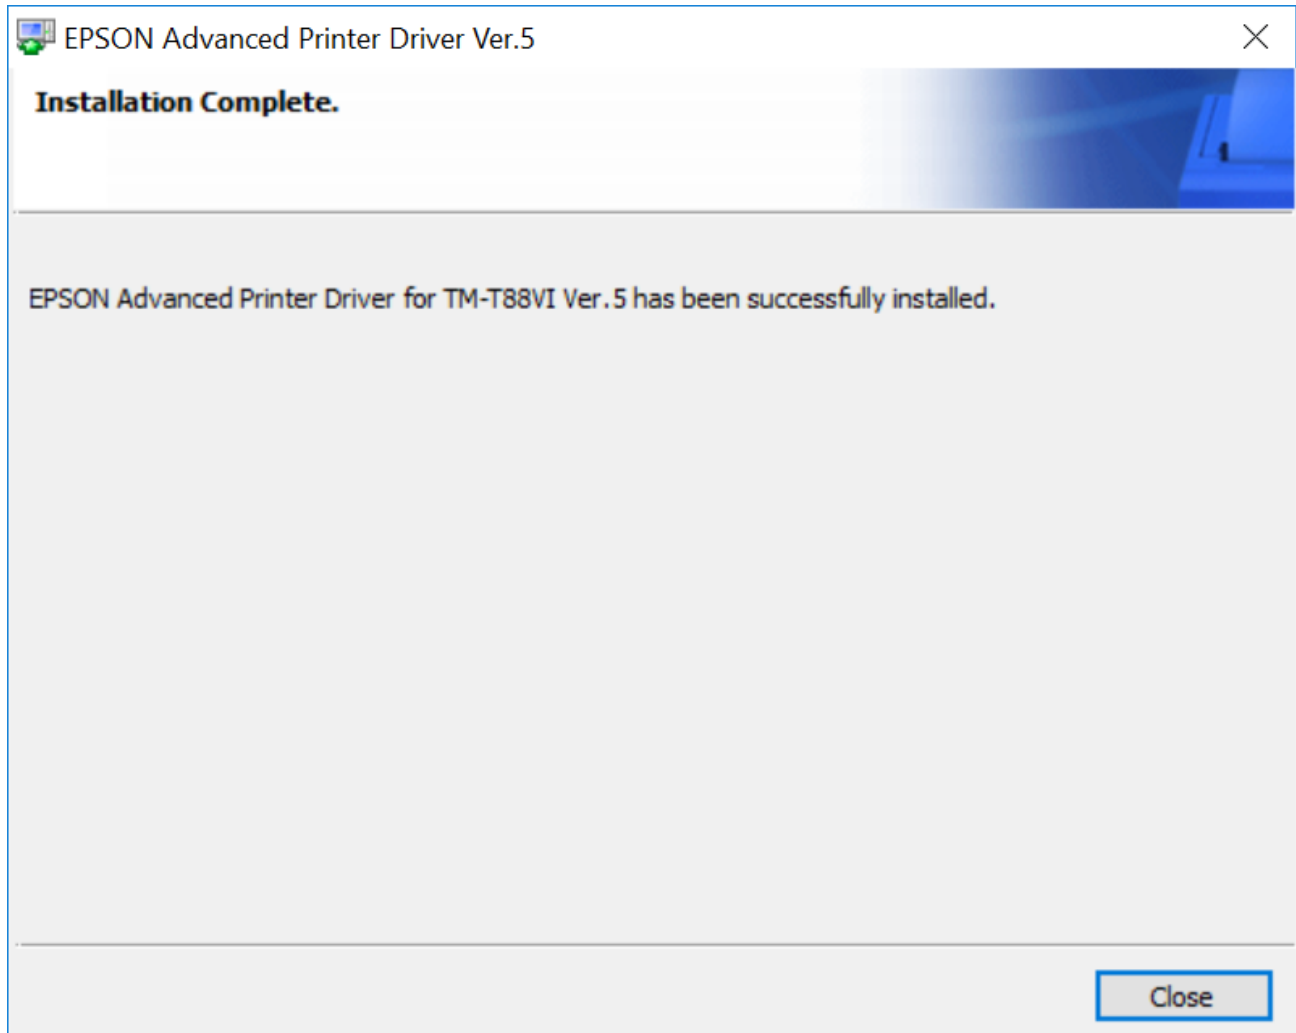 EPSON Advanced Printer Driver Ver.5
Installation Complete.
EPSON Advanced Printer Driver for TM-T88VI Ver.5 has been successfully installed.
Close